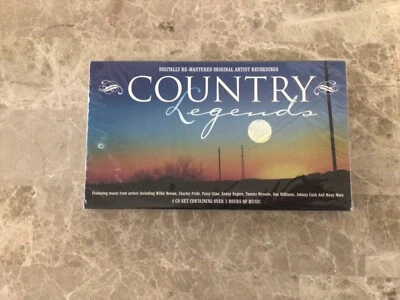 DIGITALLY RE-MASTERED ORIGINAL ARTIST RECORDINGS
COUNTRY
Legends
Featuring music from artists Including Willie Nelson, Charley Pride, Patsy Cline, Kenny Rogers, Tammy Wynette, Don Williams, Johnny Cash And Many More
4 CD SET CONTAINING OVER 3 HOURS OF MUSIC